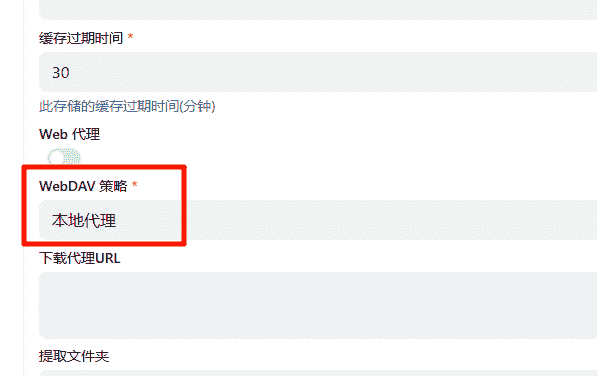 缓存过期时间 *
30
此存储的缓存过期时间(分钟)
Web 代理
WebDAV 策略 *
本地代理
下载代理URL
提取文件夹